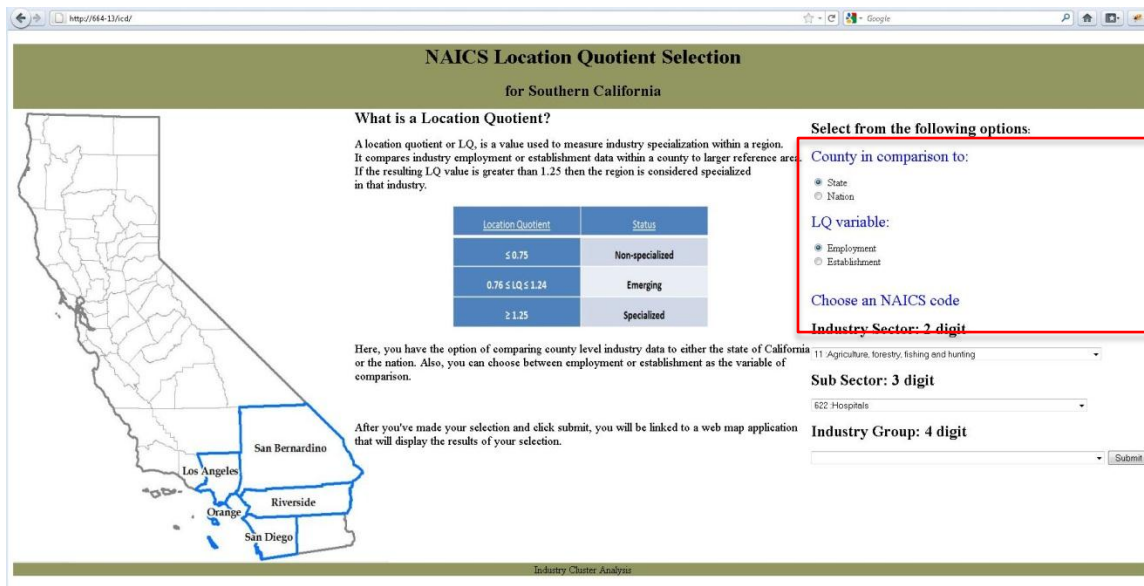 http://664-13/icd/
Google
NAICS Location Quotient Selection
for Southern California
What is a Location Quotient?
A location quotient or LQ, is a value used to measure industry specialization within a region.
It compares industry employment or establishment data within a county to larger reference area.
If the resulting LQ value is greater than 1.25 then the region is considered specialized
in that industry.
Location Quotient Status
≤ 0.75 Non-specialized
0.76 ≤ LQ ≤ 1.24 Emerging
≥ 1.25 Specialized
Here, you have the option of comparing county level industry data to either the state of California
or the nation. Also, you can choose between employment or establishment as the variable of
comparison.
After you've made your selection and click submit, you will be linked to a web map application
that will display the results of your selection.
San Bernardino
Los Angeles
Riverside
Orange
San Diego
Select from the following options:
County in comparison to:
State
Nation
LQ variable:
Employment
Establishment
Choose an NAICS code
Industry Sector: 2 digit
11 :Agriculture, forestry, fishing and hunting
Sub Sector: 3 digit
622 :Hospitals
Industry Group: 4 digit
Submit
Industry Cluster Analysis